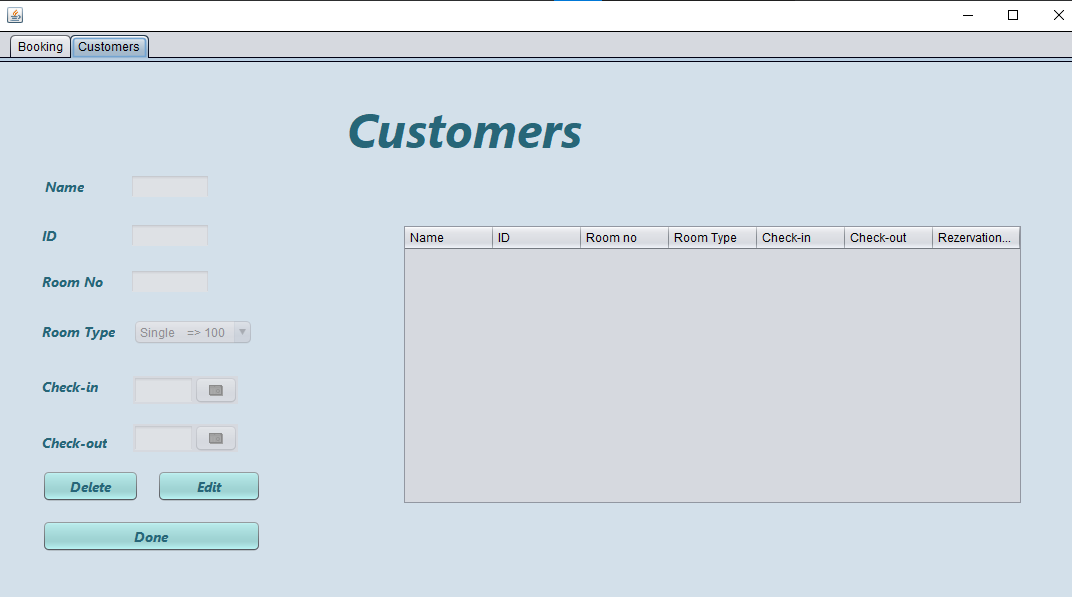 Booking Customers
Customers
Name
ID
Room No
Room Type Single => 100
Check-in
Check-out
Delete Edit
Done
Name ID Room no Room Type Check-in Check-out Rezervation...